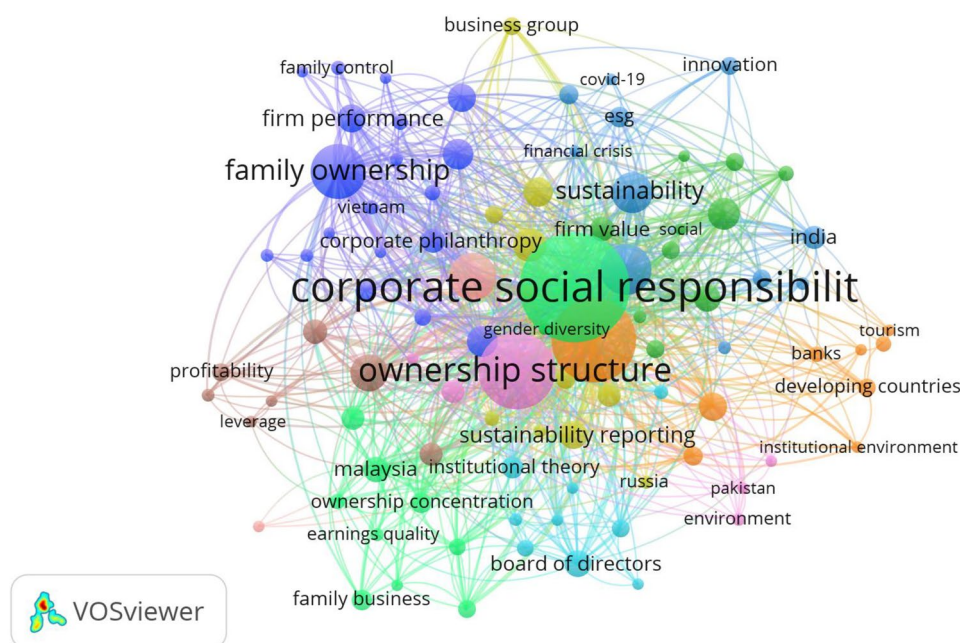 business group
family control
covid-19
innovation
firm performance
esg
financial crisis
family ownership
sustainability
vietnam
firm value
social
corporate philanthropy
india
corporate social responsibilit
gender diversity
tourism
banks
profitability
ownership structure
developing countries
leverage
sustainability reporting
institutional environment
malaysia
institutional theory
russia
pakistan
ownership concentration
environment
earnings quality
board of directors
family business
VOSviewer